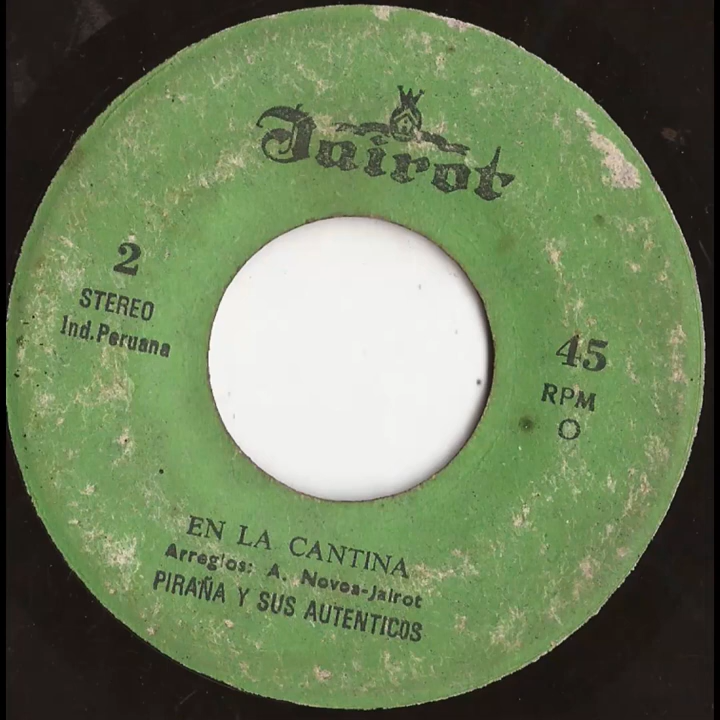 Jairot
2
STEREO
Ind.Peruana
45
RPM
O
EN LA CANTINA
Arreglos: A. Novoa-Jairot
PIRAÑA Y SUS AUTENTICOS